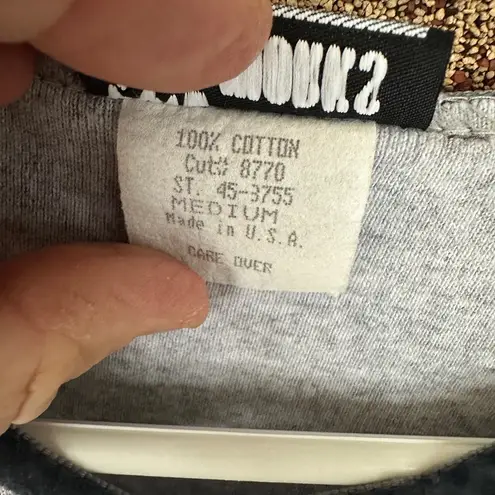 100% COTTON
Cut# 8770
ST. 45-3755
MEDIUM
Made in U.S.A.
CARE OVER